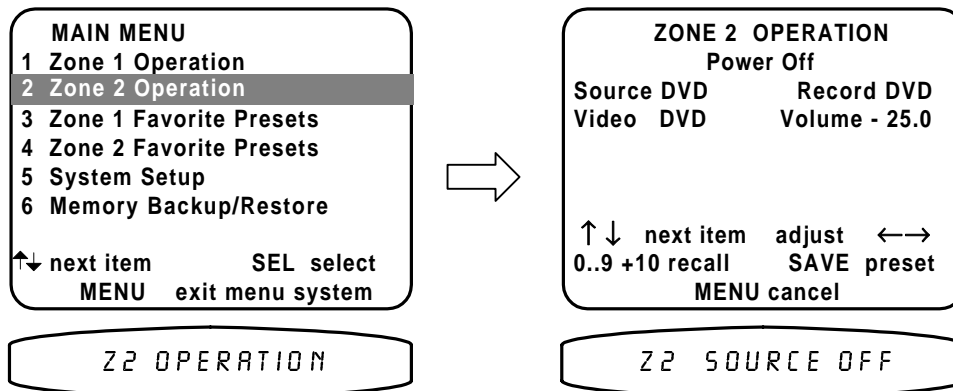 MAIN MENU
1 Zone 1 Operation
2 Zone 2 Operation
3 Zone 1 Favorite Presets
4 Zone 2 Favorite Presets
5 System Setup
6 Memory Backup/Restore
↑↓ next item SEL select
MENU exit menu system
Z2 OPERATION
ZONE 2 OPERATION
Power Off
Source DVD Record DVD
Video DVD Volume - 25.0
↑↓ next item adjust ←→
0..9 +10 recall SAVE preset
MENU cancel
Z2 SOURCE OFF